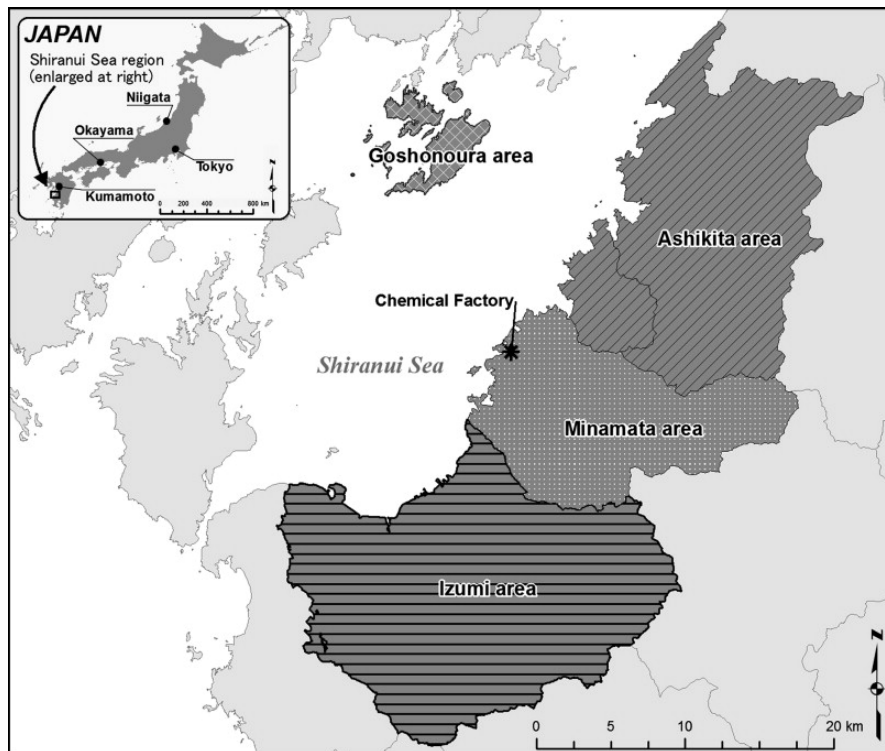 JAPAN
Shiranui Sea region
(enlarged at right)
Niigata
Okayama
Tokyo
Kumamoto
N
0 200 400 800 km
Goshonoura area
Ashikita area
Chemical Factory
Shiranui Sea
Minamata area
Izumi area
N
0 5 10 20 km